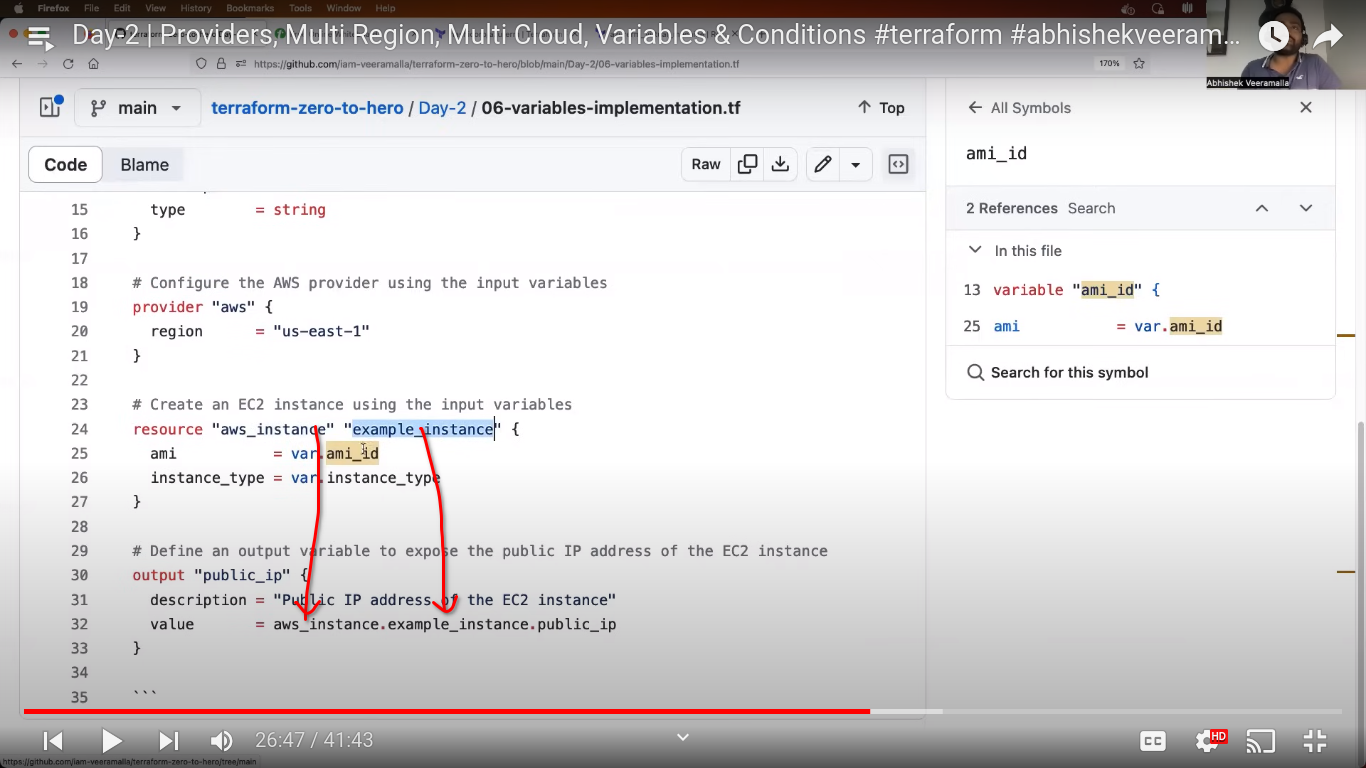 Firefox File Edit View History Bookmarks Tools Window Help
Day-2 | Providers, Multi Region, Multi Cloud, Variables & Conditions #terraform #abhishekveeram...
https://github.com/iam-veeramalla/terraform-zero-to-hero/blob/main/Day-2/06-variables-implementation.tf
170%
Abhishek Veeramalla
main
terraform-zero-to-hero / Day-2 / 06-variables-implementation.tf
Top
Code Blame
Raw
15 type = string
16 }
17
18 # Configure the AWS provider using the input variables
19 provider "aws" {
20 region = "us-east-1"
21 }
22
23 # Create an EC2 instance using the input variables
24 resource "aws_instance" "example_instance" {
25 ami = var.ami_id
26 instance_type = var.instance_type
27 }
28
29 # Define an output variable to expose the public IP address of the EC2 instance
30 output "public_ip" {
31 description = "Public IP address of the EC2 instance"
32 value = aws_instance.example_instance.public_ip
33 }
34
35 ```
All Symbols
ami_id
2 References Search
In this file
13 variable "ami_id" {
25 ami = var.ami_id
Search for this symbol
26:47 / 41:43
CC
HD
https://github.com/iam-veeramalla/terraform-zero-to-hero/tree/main